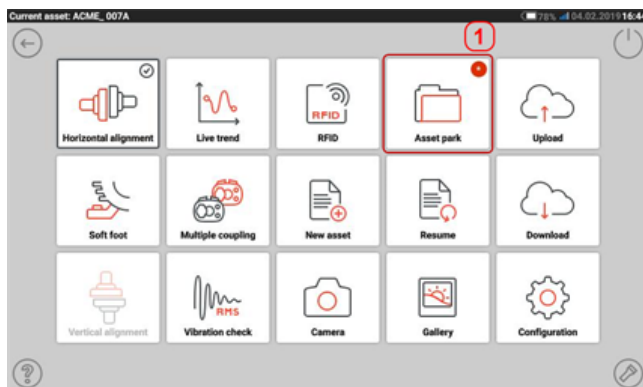 Current asset: ACME_ 007A
78% 04.02.2019 16:44
1
Horizontal alignment
Live trend
RFID
RFID
Asset park
Upload
Soft foot
Multiple coupling
New asset
Resume
Download
Vertical alignment
RMS
Vibration check
Camera
Gallery
Configuration
?